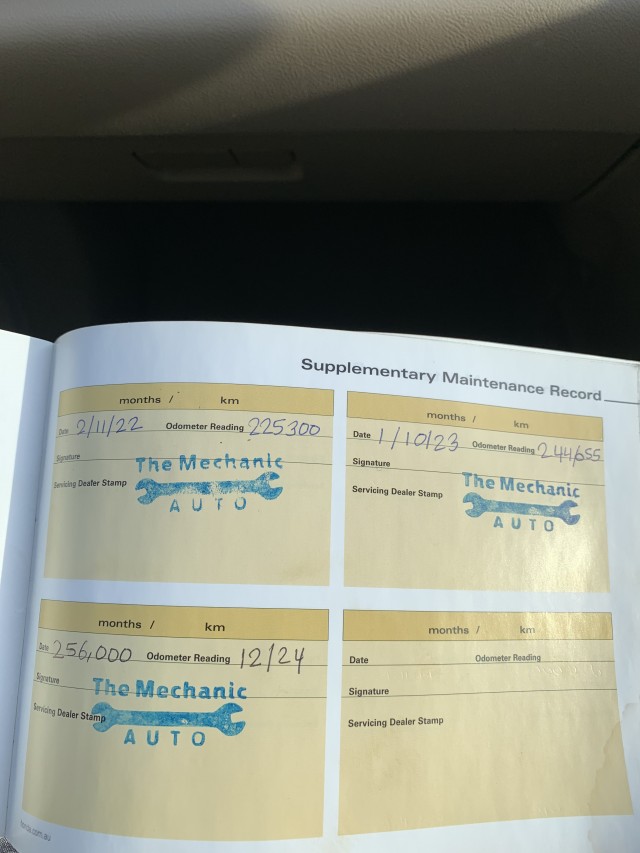 Supplementary Maintenance Record
months / km
Date 2/11/22 Odometer Reading 225300
Signature
Servicing Dealer Stamp
The Mechanic
AUTO
months / km
Date 1/10/23 Odometer Reading 244655
Signature
Servicing Dealer Stamp
The Mechanic
AUTO
months / km
Date 256,000 Odometer Reading 12/24
Signature
Servicing Dealer Stamp
The Mechanic
AUTO
months / km
Date Odometer Reading
Signature
Servicing Dealer Stamp